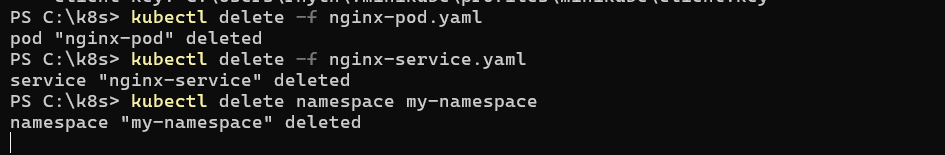 PS C:\k8s> kubectl delete -f nginx-pod.yaml
pod "nginx-pod" deleted
PS C:\k8s> kubectl delete -f nginx-service.yaml
service "nginx-service" deleted
PS C:\k8s> kubectl delete namespace my-namespace
namespace "my-namespace" deleted